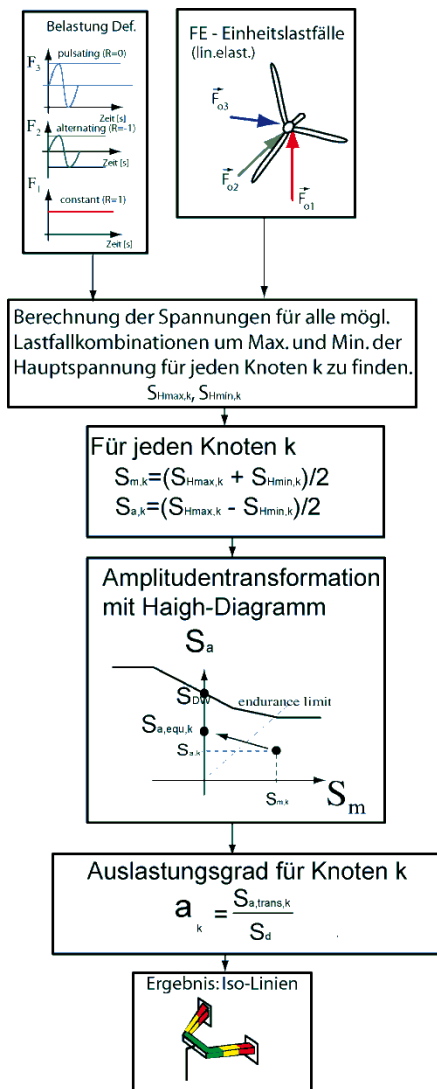 Belastung Def.
F3
pulsating (R=0)
Zeit [s]
F2
alternating (R=-1)
Zeit [s]
F1
constant (R=1)
Zeit [s]
FE - Einheitslastfälle
(lin.elast.)
F⃗o3
F⃗o2
F⃗o1
Berechnung der Spannungen für alle mögl.
Lastfallkombinationen um Max. und Min. der
Hauptspannung für jeden Knoten k zu finden.
SHmax,k, SHmin,k
Für jeden Knoten k
Sm,k=(SHmax,k + SHmin,k)/2
Sa,k=(SHmax,k - SHmin,k)/2
Amplitudentransformation
mit Haigh-Diagramm
Sa
SDW
endurance limit
Sa,equ,k
Sa,k
Sm,k
Sm
Auslastungsgrad für Knoten k
ak = Sa,trans,k / Sd
Ergebnis: Iso-Linien